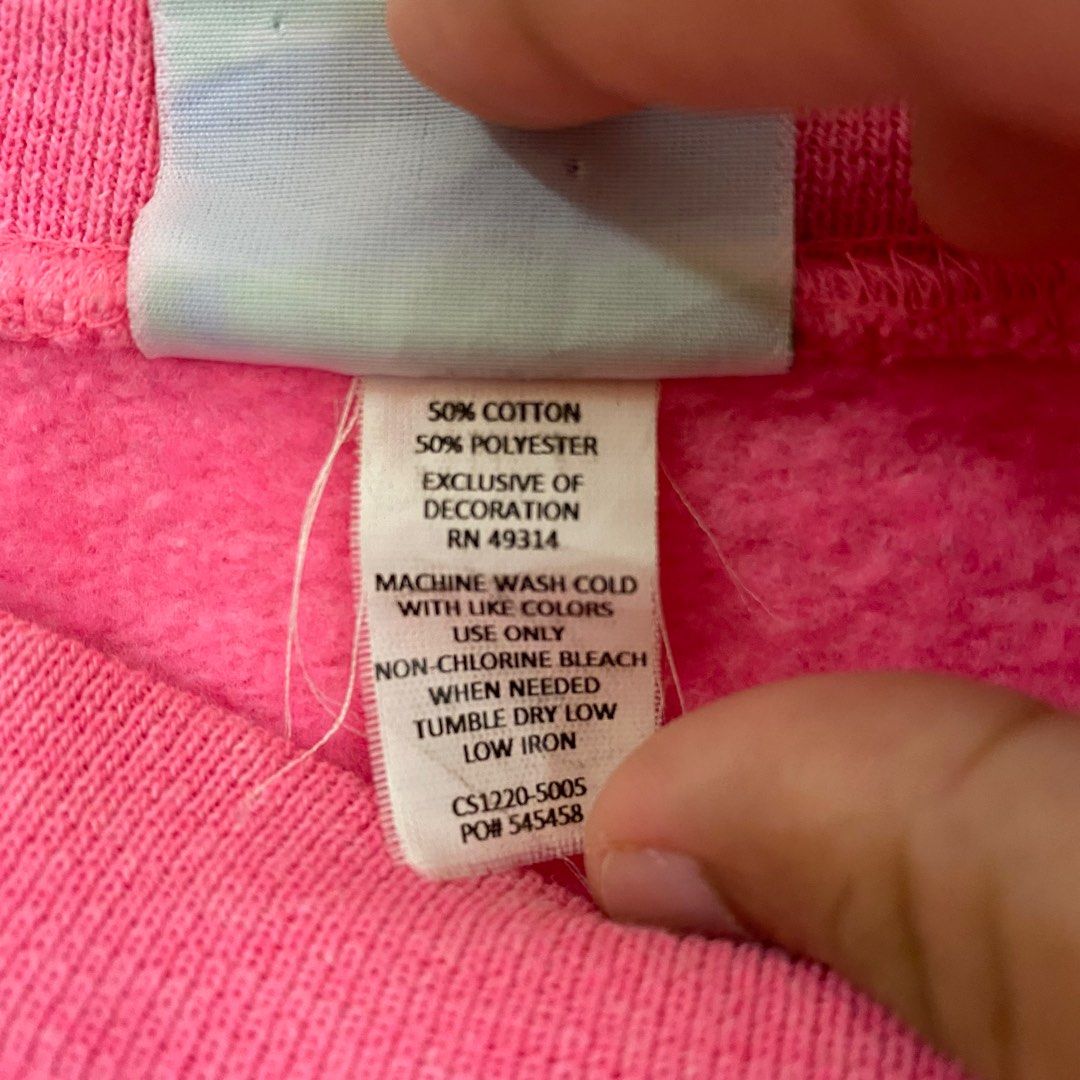 50% COTTON
50% POLYESTER
EXCLUSIVE OF
DECORATION
RN 49314
MACHINE WASH COLD
WITH LIKE COLORS
USE ONLY
NON-CHLORINE BLEACH
WHEN NEEDED
TUMBLE DRY LOW
LOW IRON
CS1220-5005
PO# 545458